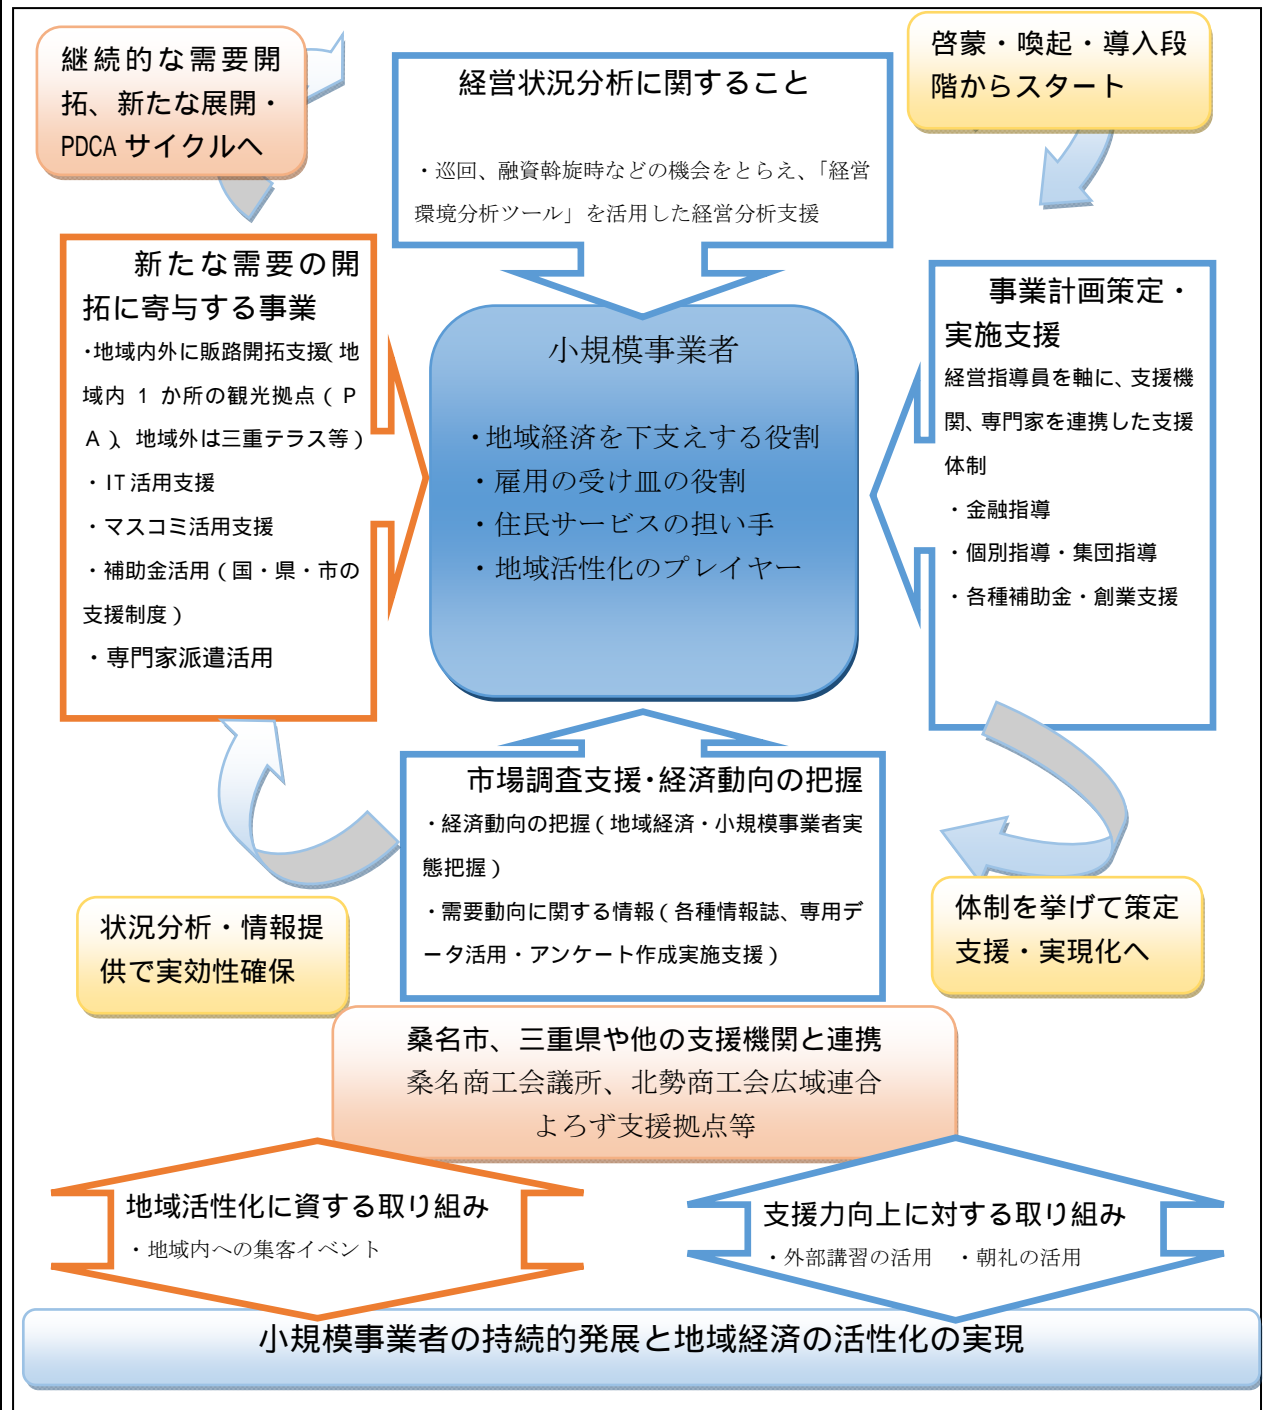 継続的な需要開
拓、新たな展開・
PDCA サイクルへ
経営状況分析に関すること
・巡回、融資斡旋時などの機会をとらえ、「経営
環境分析ツール」を活用した経営分析支援
啓蒙・喚起・導入段
階からスタート
新たな需要の開
拓に寄与する事業
・地域内外に販路開拓支援(地
域内 1 か所の観光拠点(P
A)、地域外は三重テラス等)
・IT 活用支援
・マスコミ活用支援
・補助金活用(国・県・市の
支援制度)
・専門家派遣活用
小規模事業者
・地域経済を下支えする役割
・雇用の受け皿の役割
・住民サービスの担い手
・地域活性化のプレイヤー
事業計画策定・
実施支援
経営指導員を軸に、支援機
関、専門家を連携した支援
体制
・金融指導
・個別指導・集団指導
・各種補助金・創業支援
市場調査支援・経済動向の把握
・経済動向の把握(地域経済・小規模事業者実
態把握)
・需要動向に関する情報(各種情報誌、専用デ
ータ活用・アンケート作成実施支援)
状況分析・情報提
供で実効性確保
体制を挙げて策定
支援・実現化へ
桑名市、三重県や他の支援機関と連携
桑名商工会議所、北勢商工会広域連合
よろず支援拠点等
地域活性化に資する取り組み
・地域内への集客イベント
支援力向上に対する取り組み
・外部講習の活用　・朝礼の活用
小規模事業者の持続的発展と地域経済の活性化の実現